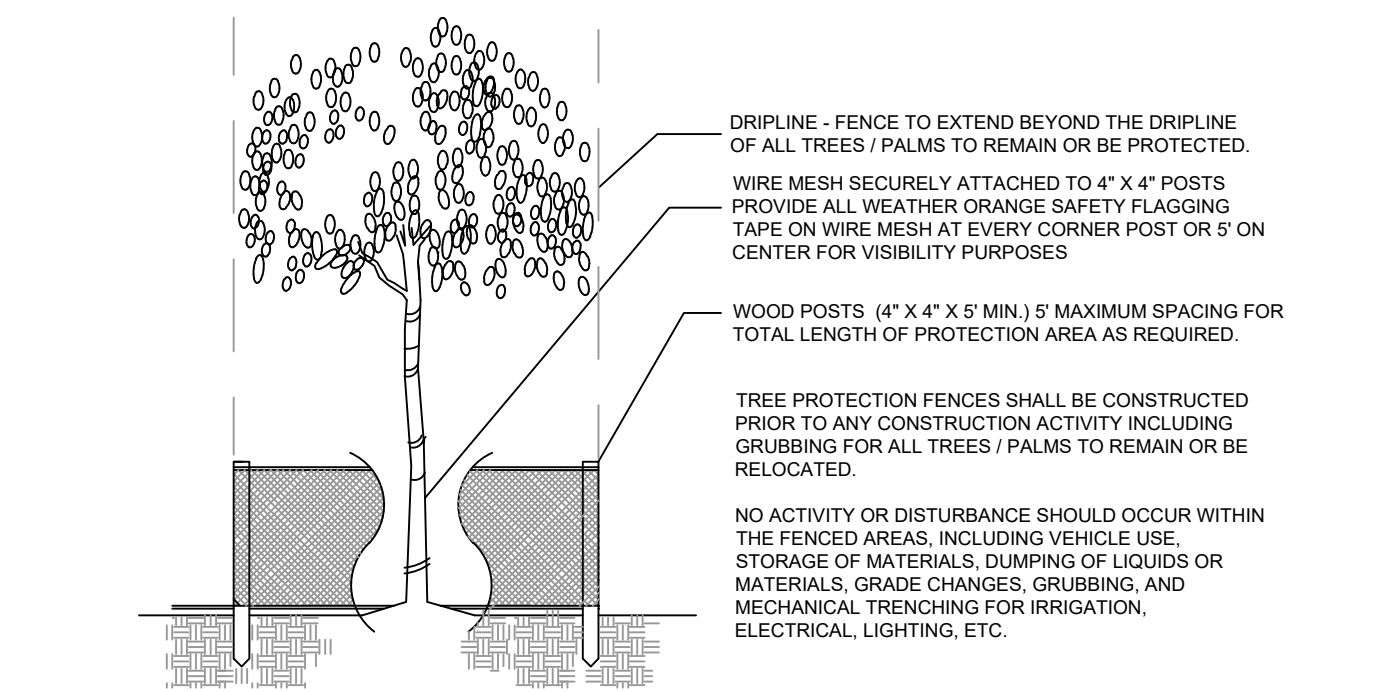 DRIPLINE - FENCE TO EXTEND BEYOND THE DRIPLINE
OF ALL TREES / PALMS TO REMAIN OR BE PROTECTED.
WIRE MESH SECURELY ATTACHED TO 4" X 4" POSTS
PROVIDE ALL WEATHER ORANGE SAFETY FLAGGING
TAPE ON WIRE MESH AT EVERY CORNER POST OR 5' ON
CENTER FOR VISIBILITY PURPOSES
WOOD POSTS (4" X 4" X 5' MIN.) 5' MAXIMUM SPACING FOR
TOTAL LENGTH OF PROTECTION AREA AS REQUIRED.
TREE PROTECTION FENCES SHALL BE CONSTRUCTED
PRIOR TO ANY CONSTRUCTION ACTIVITY INCLUDING
GRUBBING FOR ALL TREES / PALMS TO REMAIN OR BE
RELOCATED.
NO ACTIVITY OR DISTURBANCE SHOULD OCCUR WITHIN
THE FENCED AREAS, INCLUDING VEHICLE USE,
STORAGE OF MATERIALS, DUMPING OF LIQUIDS OR
MATERIALS, GRADE CHANGES, GRUBBING, AND
MECHANICAL TRENCHING FOR IRRIGATION,
ELECTRICAL, LIGHTING, ETC.